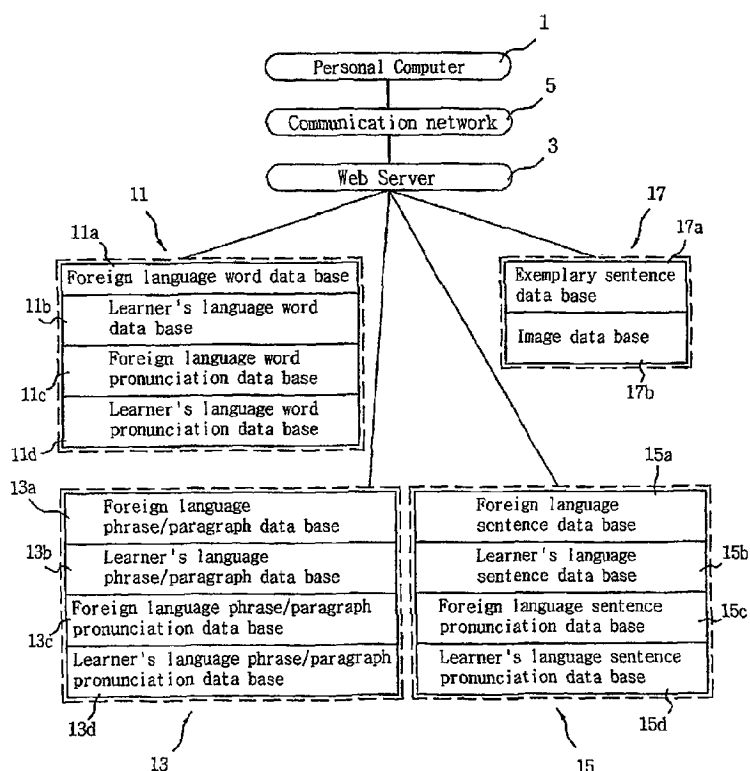 1
Personal Computer
5
Communication network
3
Web Server
11
11a
Foreign language word data base
11b
Learner's language word
data base
11c
Foreign language word
pronunciation data base
11d
Learner's language word
pronunciation data base
17
17a
Exemplary sentence
data base
Image data base
17b
13a
Foreign language
phrase/paragraph data base
13b
Learner's language
phrase/paragraph data base
13c
Foreign language phrase/paragraph
pronunciation data base
Learner's language phrase/paragraph
pronunciation data base
13d
13
15a
Foreign language
sentence data base
Learner's language
sentence data base
15b
Foreign language sentence
pronunciation data base
15c
Learner's language sentence
pronunciation data base
15d
15